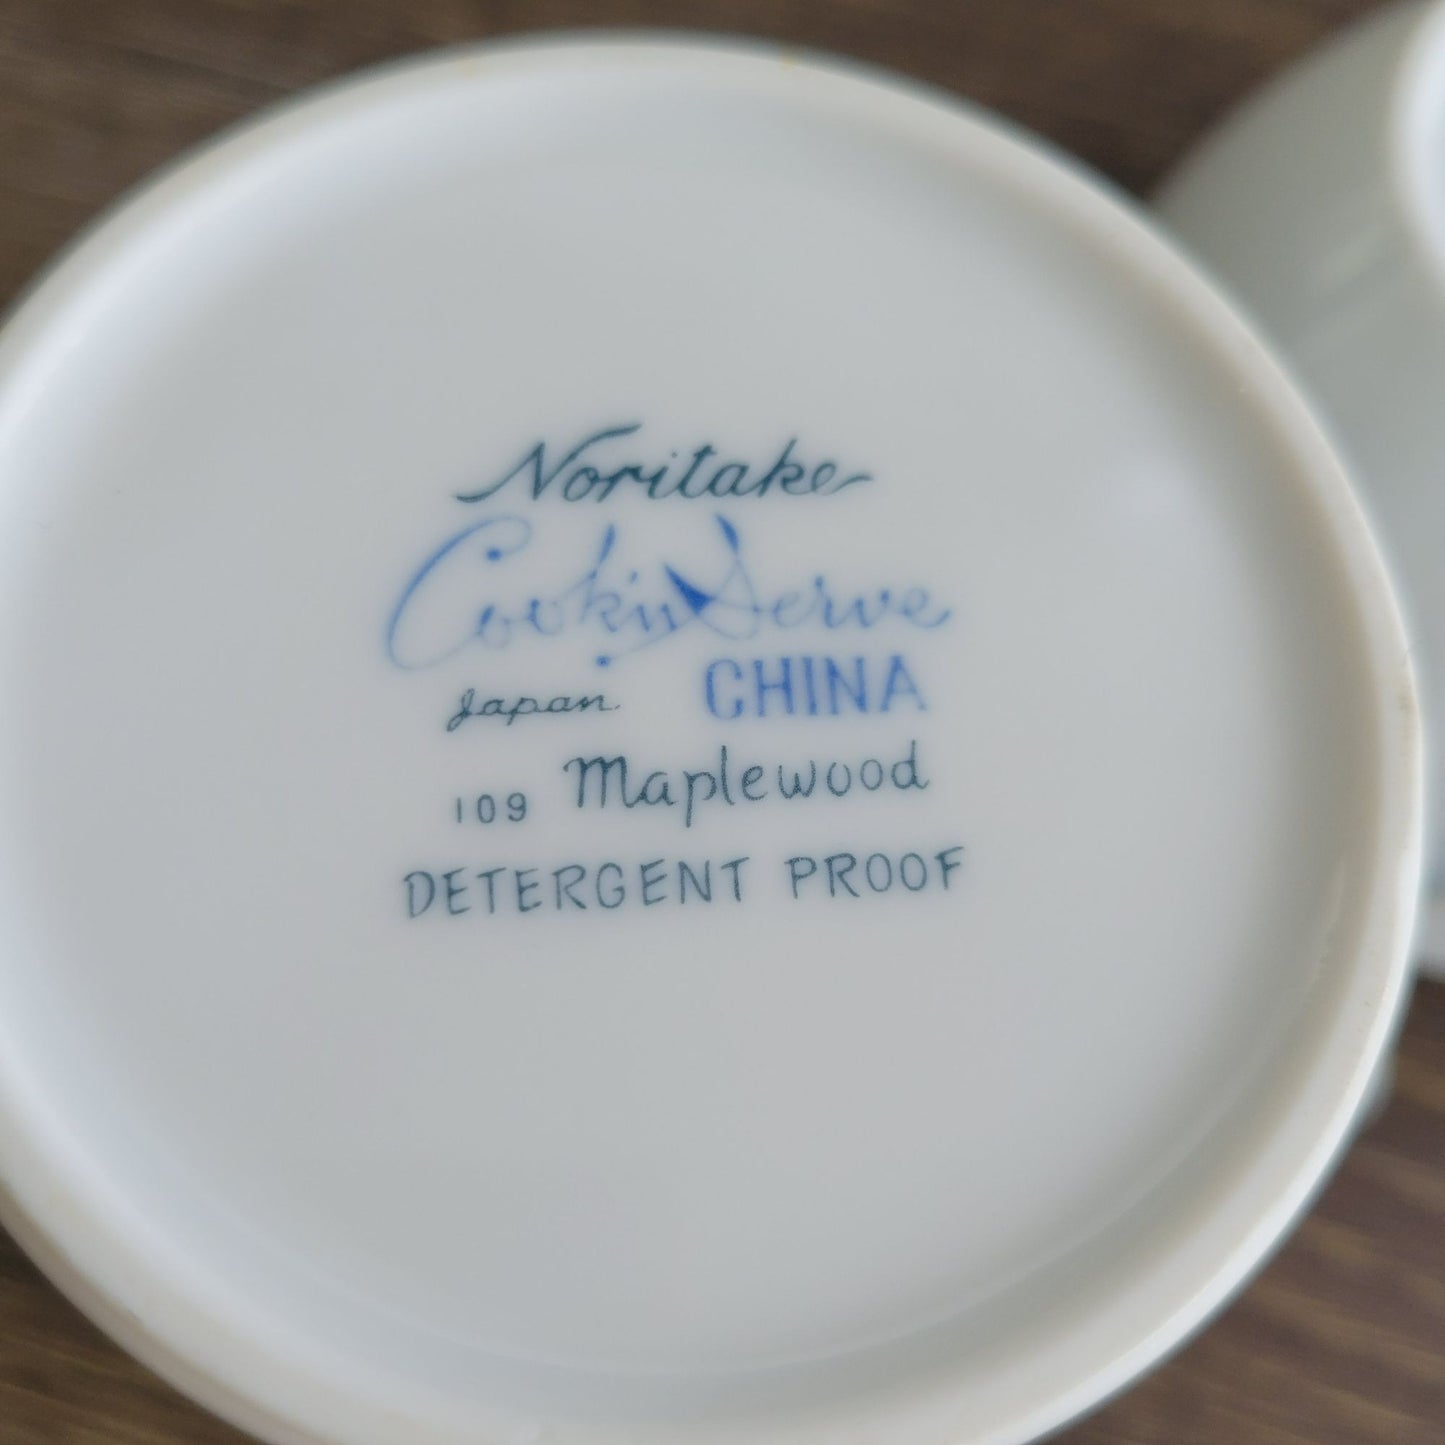 Noritake
Cook'n Serve
Japan CHINA
109 Maplewood
DETERGENT PROOF